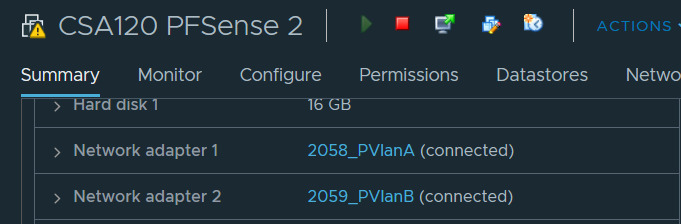 CSA120 PFSense 2
ACTIONS
Summary Monitor Configure Permissions Datastores Netwo
Hard disk 1 16 GB
Network adapter 1 2058_PVlanA (connected)
Network adapter 2 2059_PVlanB (connected)